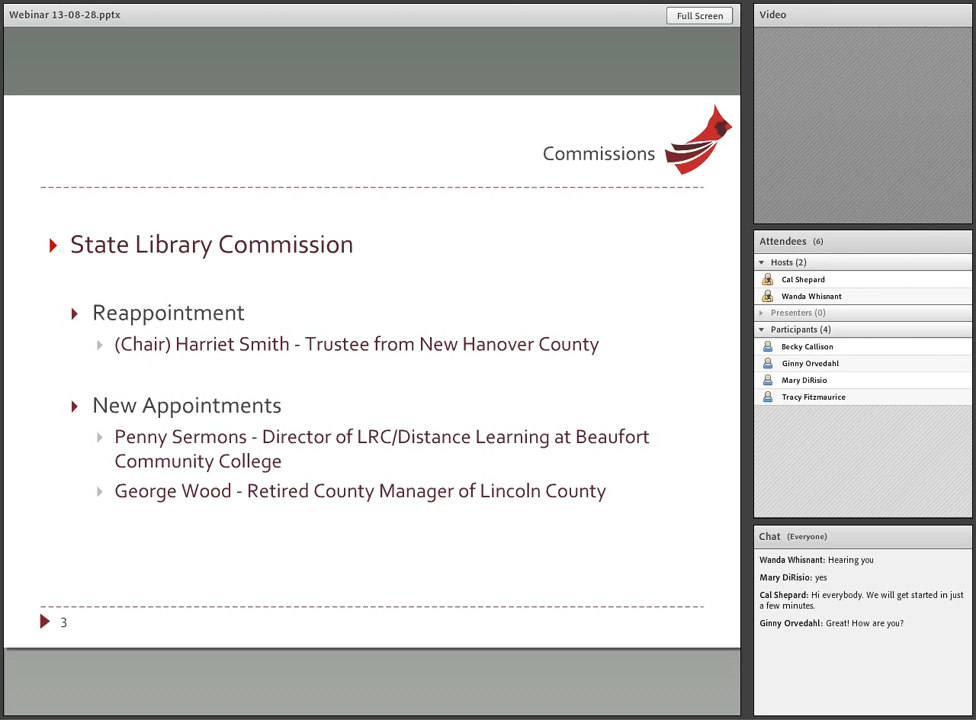 Webinar 13-08-28.pptx
Full Screen
Commissions
State Library Commission
Reappointment
(Chair) Harriet Smith - Trustee from New Hanover County
New Appointments
Penny Sermons - Director of LRC/Distance Learning at Beaufort
Community College
George Wood - Retired County Manager of Lincoln County
3
Video
Attendees (6)
Hosts (2)
Cal Shepard
Wanda Whisnant
Presenters (0)
Participants (4)
Becky Callison
Ginny Orvedahl
Mary DiRisio
Tracy Fitzmaurice
Chat (Everyone)
Wanda Whisnant: Hearing you
Mary DiRisio: yes
Cal Shepard: Hi everybody. We will get started in just
a few minutes.
Ginny Orvedahl: Great! How are you?